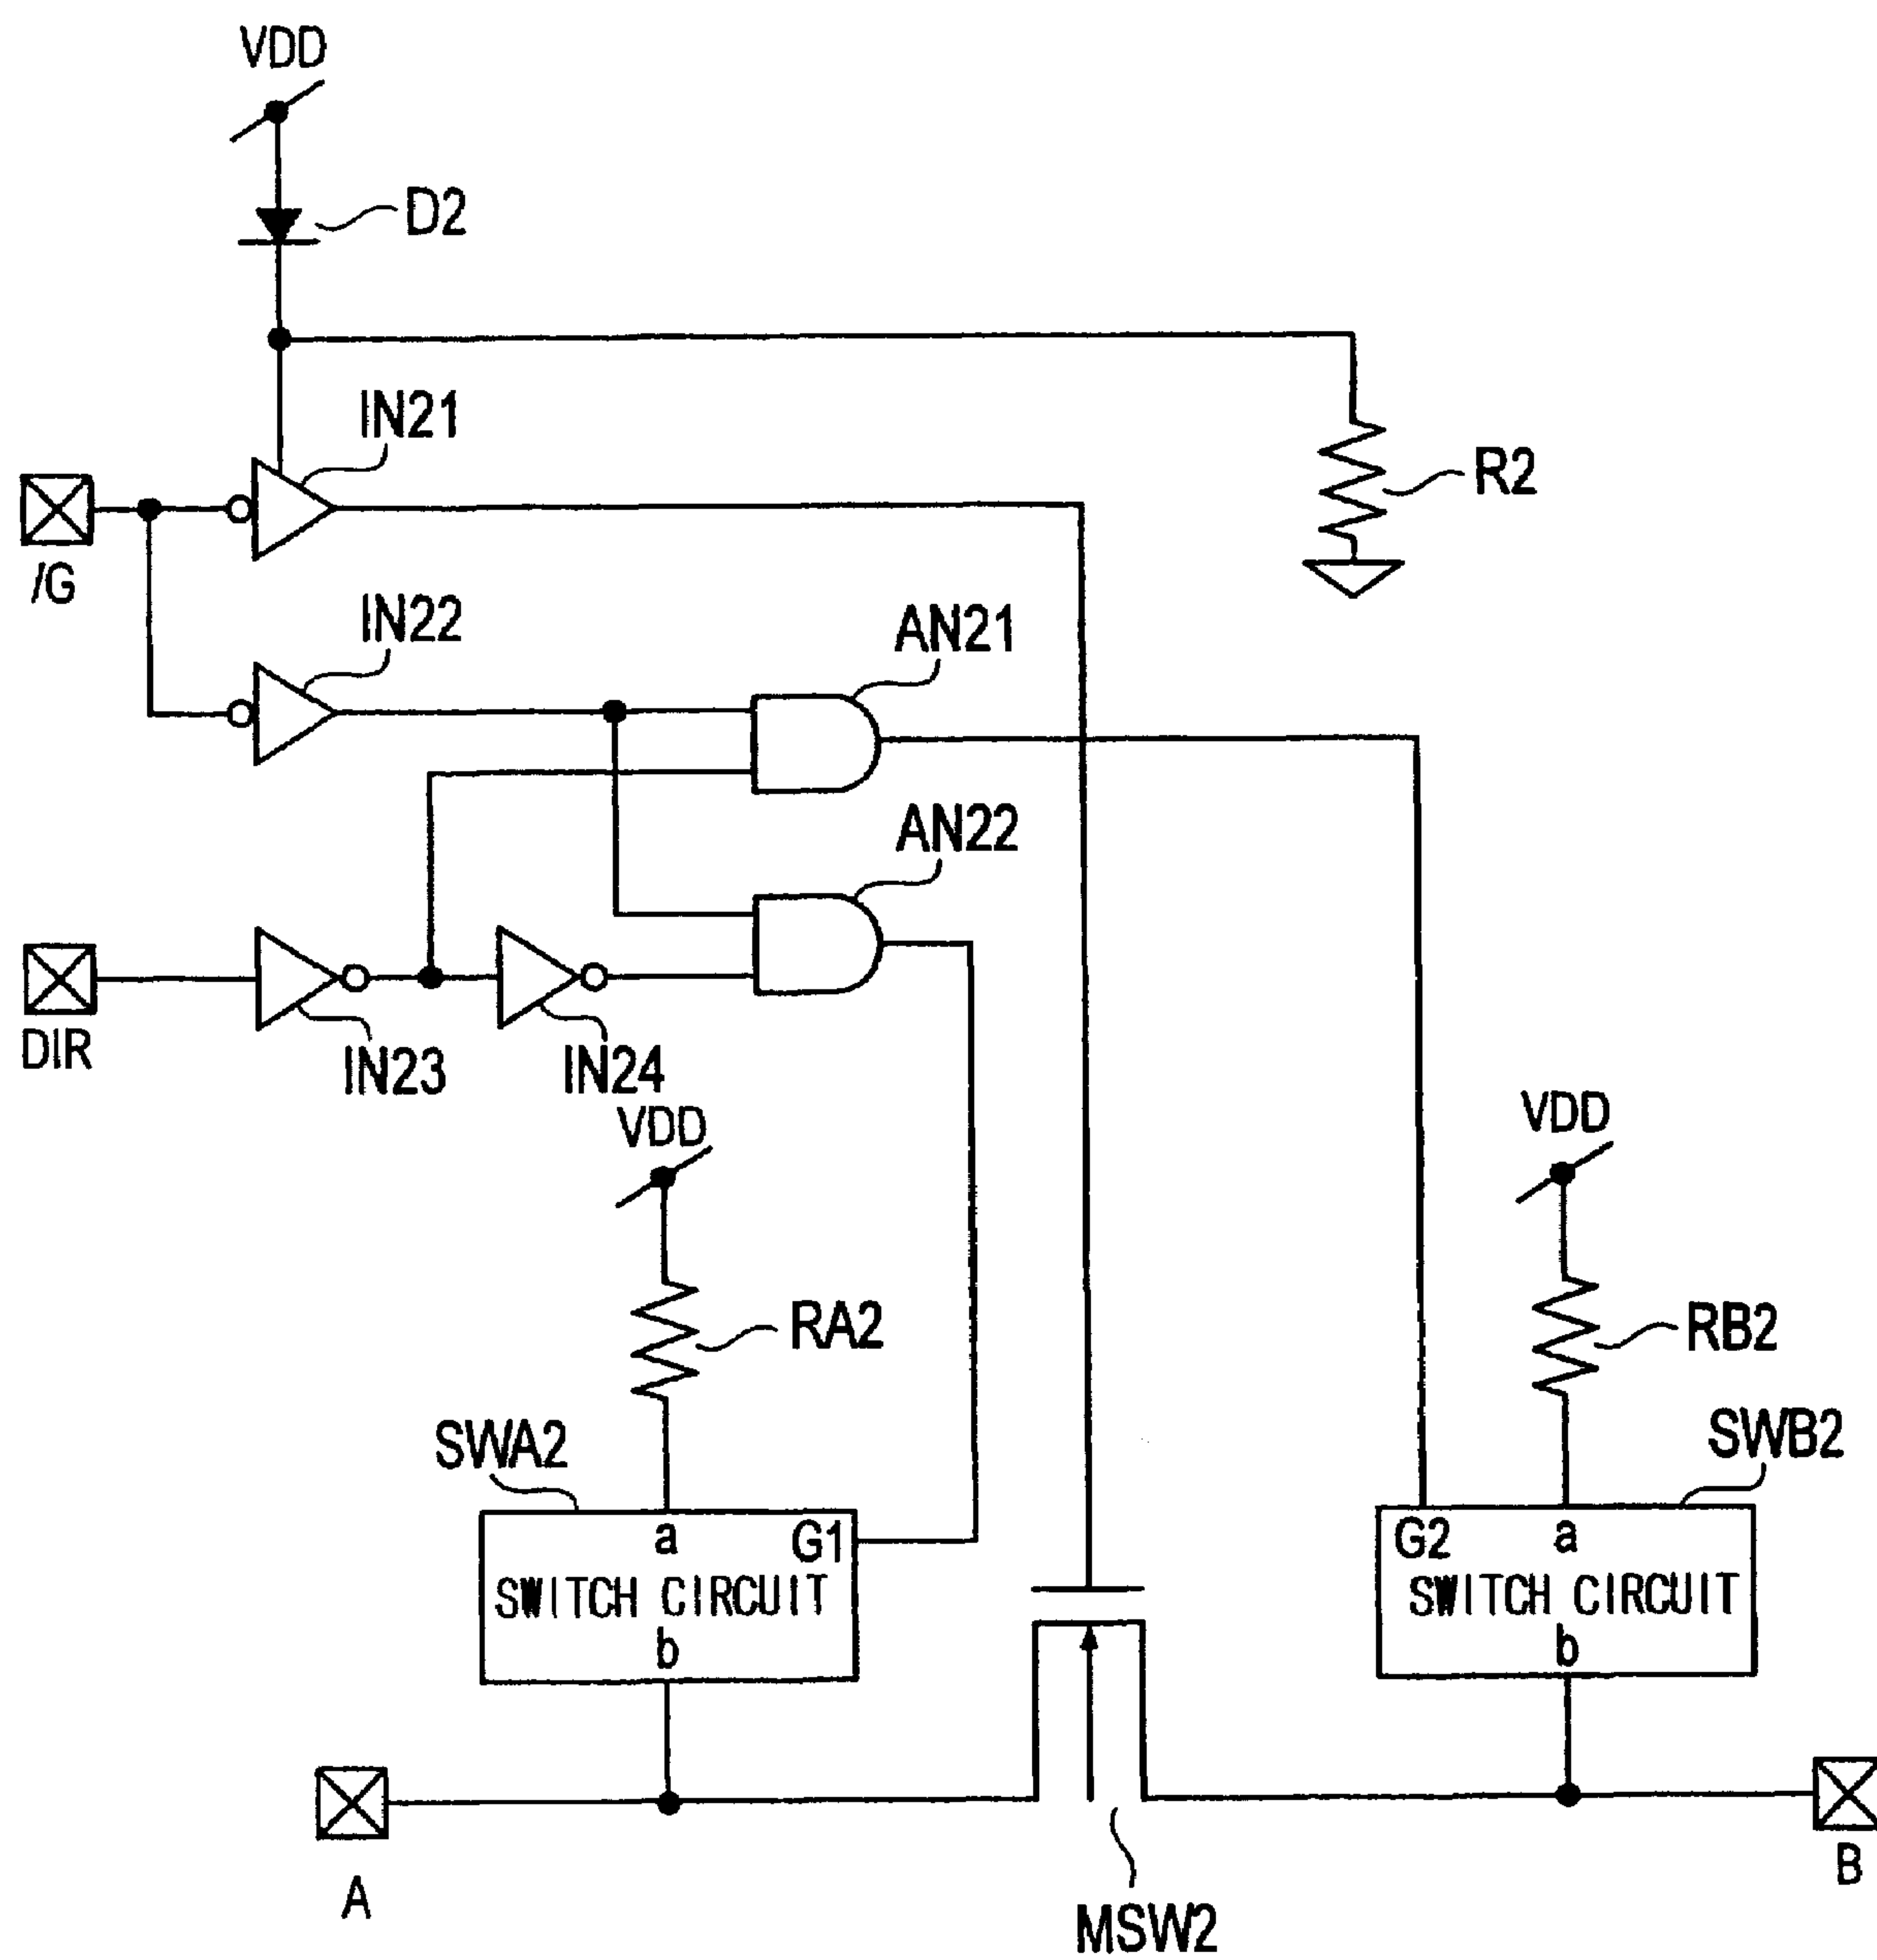 VDD
D2
IN21
R2
/G
IN22
AN21
AN22
DIR
IN23
IN24
VDD
VDD
RA2
RB2
SWA2
SWB2
a G1
SWITCH CIRCUIT
b
G2 a
SWITCH CIRCUIT
b
A
B
MSW2